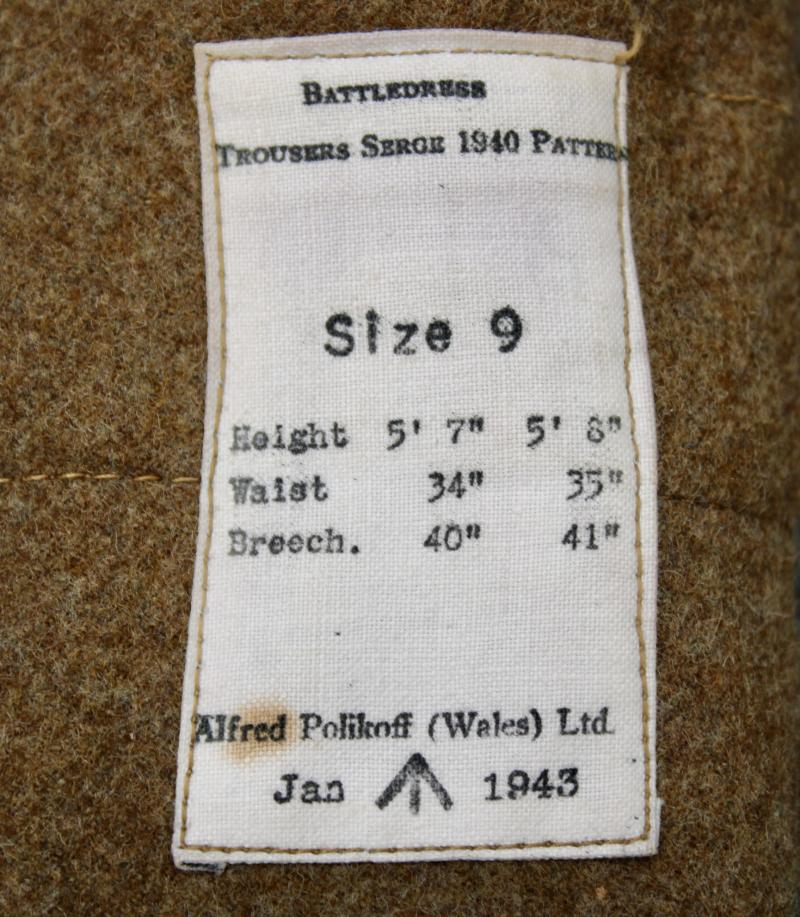 BATTLEDRESS
TROUSERS SERGE 1940 PATTERN
Size 9
Height 5' 7" 5' 8"
Waist 34" 35"
Breech. 40" 41"
Alfred Polikoff (Wales) Ltd.
Jan 1943